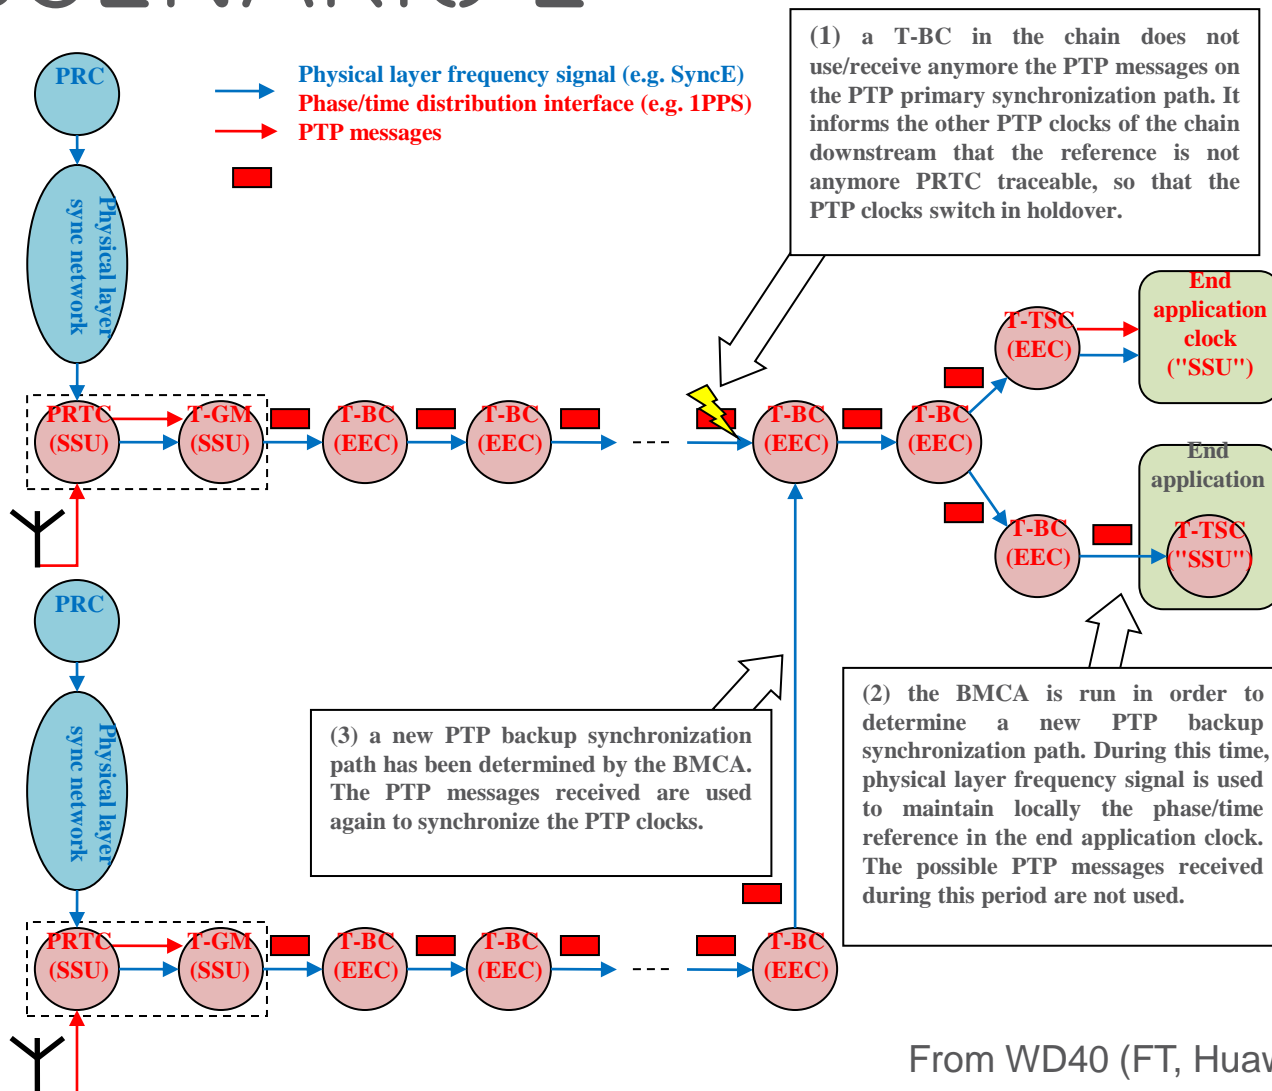 PRC
Physical layer frequency signal (e.g. SyncE)
Phase/time distribution interface (e.g. 1PPS)
PTP messages
(1) a T-BC in the chain does not
use/receive anymore the PTP messages on
the PTP primary synchronization path. It
informs the other PTP clocks of the chain
downstream that the reference is not
anymore PRTC traceable, so that the
PTP clocks switch in holdover.
Physical layer
sync network
End
application
clock
("SSU")
T-TSC
(EEC)
PRTC
(SSU)
T-GM
(SSU)
T-BC
(EEC)
T-BC
(EEC)
T-BC
(EEC)
T-BC
(EEC)
End
application
T-BC
(EEC)
T-TSC
("SSU")
PRC
Physical layer
sync network
(3) a new PTP backup synchronization
path has been determined by the BMCA.
The PTP messages received are used
again to synchronize the PTP clocks.
(2) the BMCA is run in order to
determine a new PTP backup
synchronization path. During this time,
physical layer frequency signal is used
to maintain locally the phase/time
reference in the end application clock.
The possible PTP messages received
during this period are not used.
PRTC
(SSU)
T-GM
(SSU)
T-BC
(EEC)
T-BC
(EEC)
T-BC
(EEC)
From WD40 (FT,